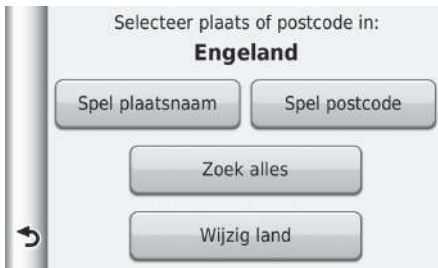 Selecteer plaats of postcode in:
Engeland
Spel plaatsnaam
Spel postcode
Zoek alles
Wijzig land